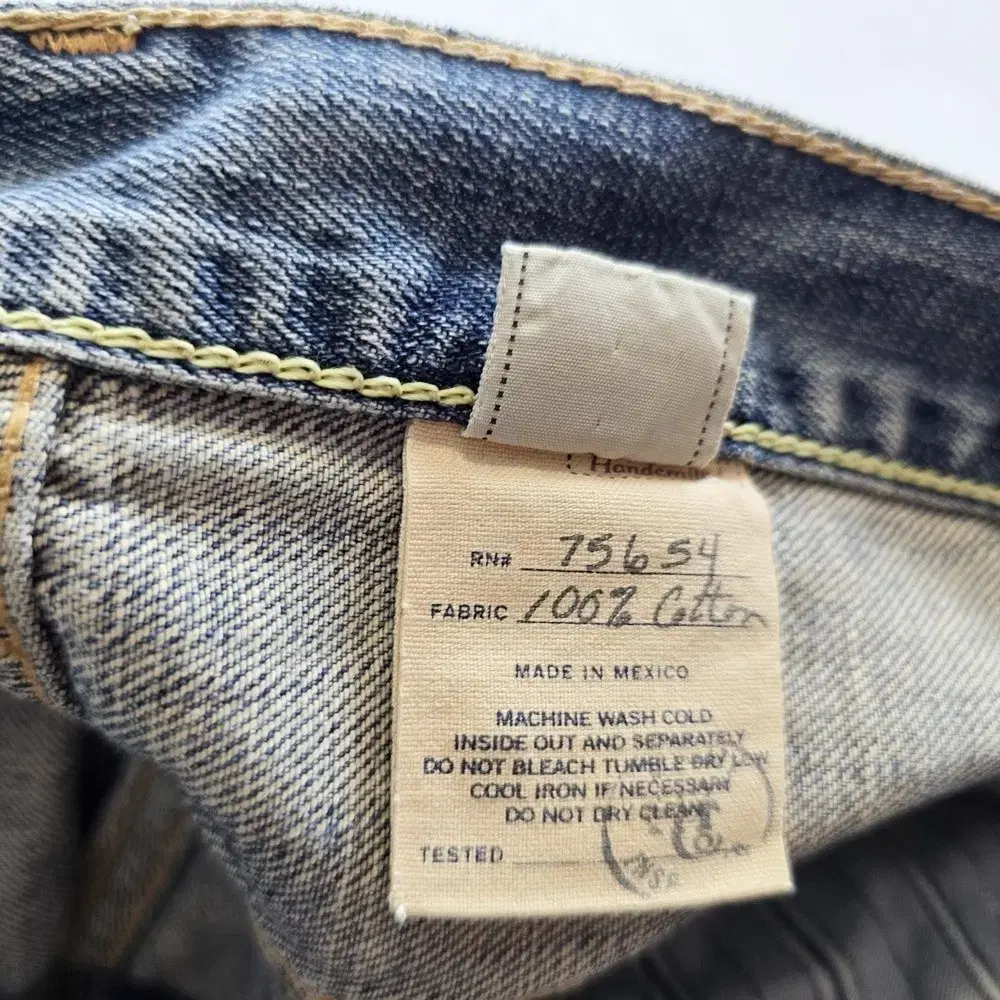 RN# 75654
FABRIC 100% Cotton
MADE IN MEXICO
MACHINE WASH COLD
INSIDE OUT AND SEPARATELY
DO NOT BLEACH TUMBLE DRY LOW
COOL IRON IF NECESSARY
DO NOT DRY CLEAN
TESTED